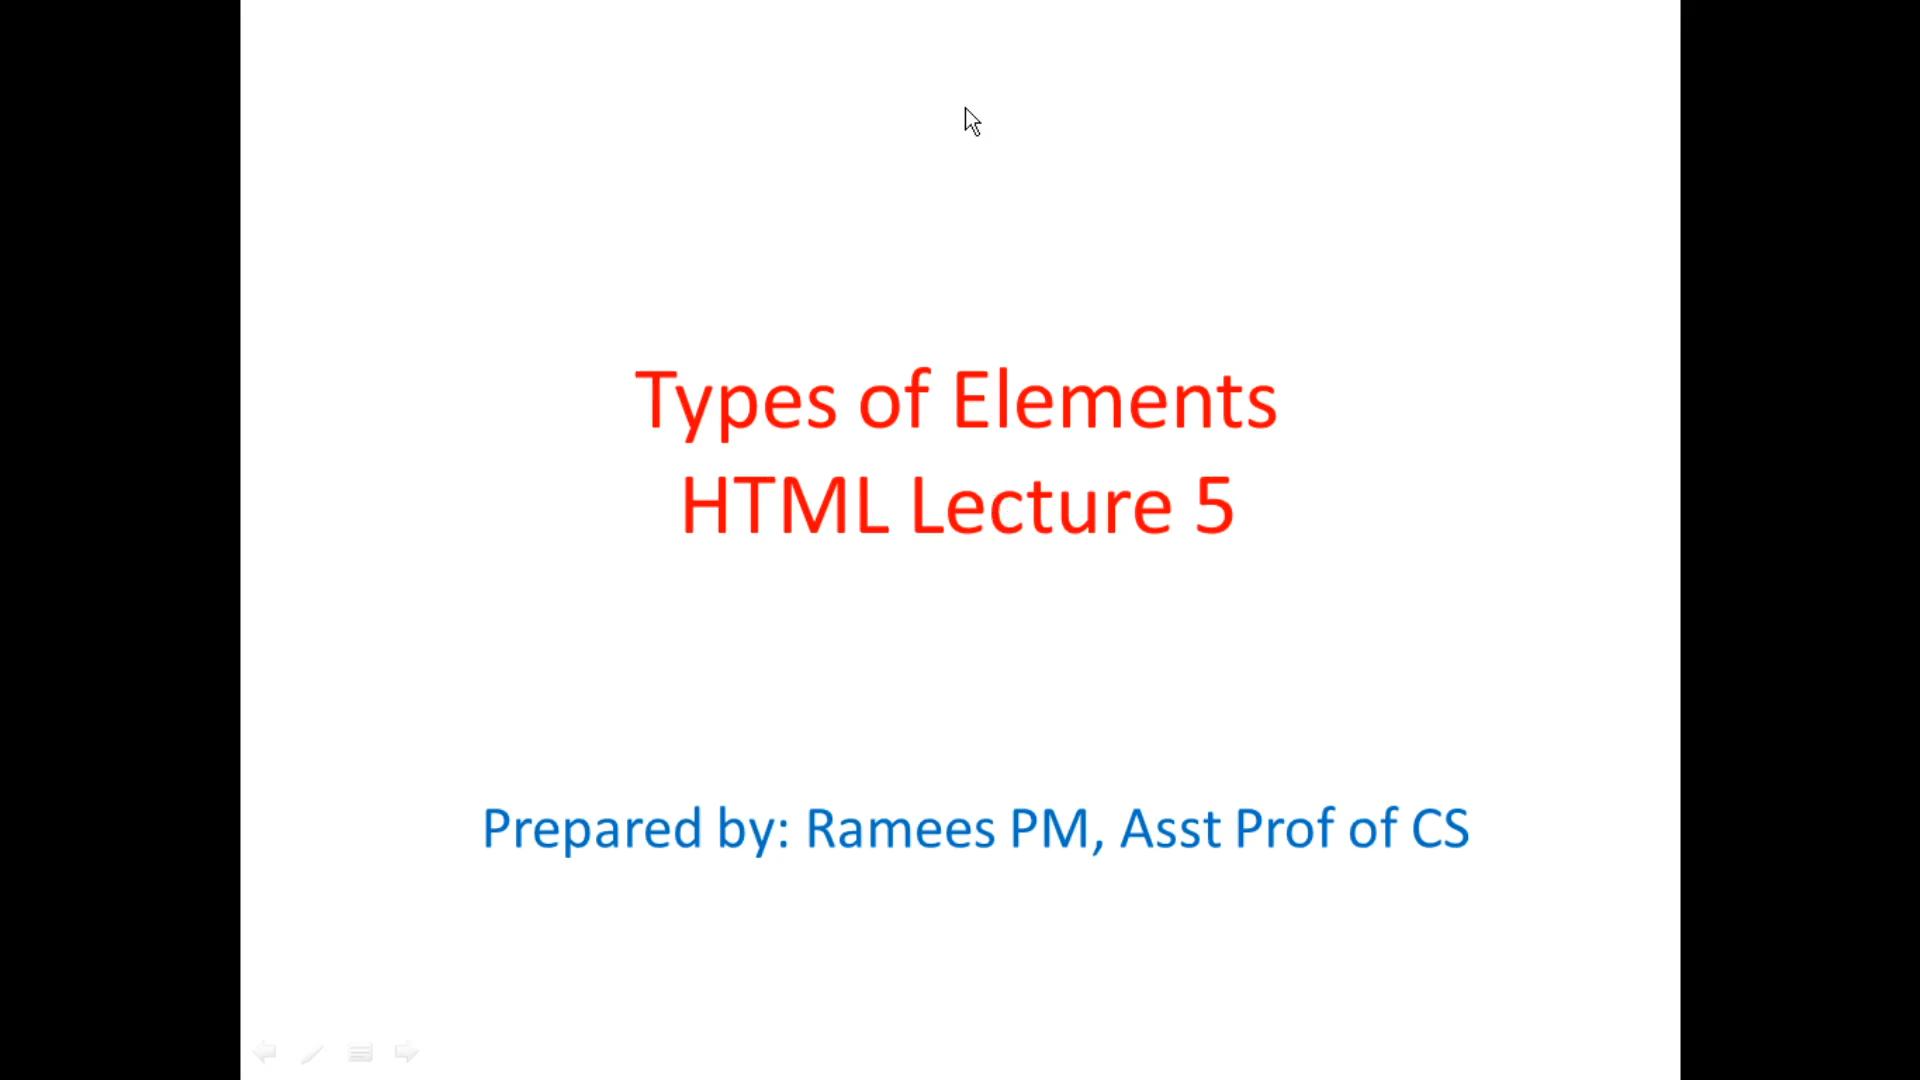 Types of Elements
HTML Lecture 5
Prepared by: Ramees PM, Asst Prof of CS